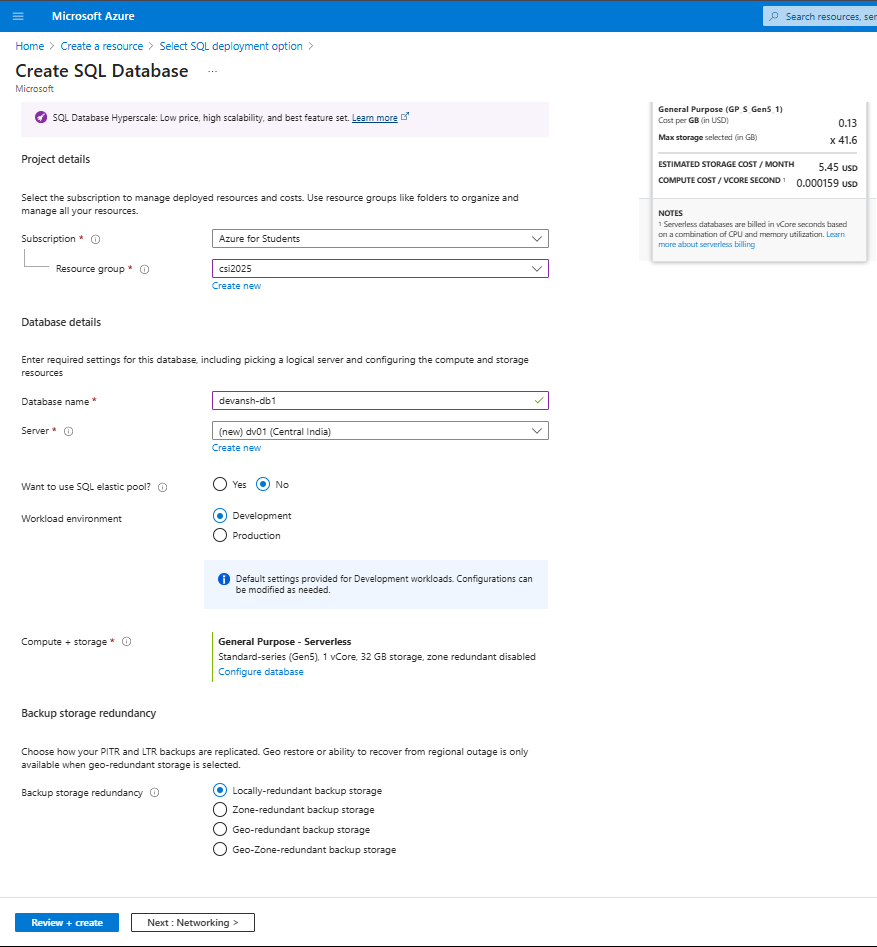 Microsoft Azure
Search resources, ser
Home > Create a resource > Select SQL deployment option >
Create SQL Database ...
Microsoft
SQL Database Hyperscale: Low price, high scalability, and best feature set. Learn more
Project details
Select the subscription to manage deployed resources and costs. Use resource groups like folders to organize and
manage all your resources.
Subscription *
Azure for Students
Resource group *
csi2025
Create new
Database details
Enter required settings for this database, including picking a logical server and configuring the compute and storage
resources
Database name *
devansh-db1
Server *
(new) dv01 (Central India)
Create new
Want to use SQL elastic pool?
Yes No
Workload environment
Development
Production
Default settings provided for Development workloads. Configurations can
be modified as needed.
Compute + storage *
General Purpose - Serverless
Standard-series (Gen5), 1 vCore, 32 GB storage, zone redundant disabled
Configure database
Backup storage redundancy
Choose how your PITR and LTR backups are replicated. Geo restore or ability to recover from regional outage is only
available when geo-redundant storage is selected.
Backup storage redundancy
Locally-redundant backup storage
Zone-redundant backup storage
Geo-redundant backup storage
Geo-Zone-redundant backup storage
Review + create
Next : Networking >
General Purpose (GP_S_Gen5_1)
Cost per GB (in USD) 0.13
Max storage selected (in GB) x 41.6
ESTIMATED STORAGE COST / MONTH 5.45 USD
COMPUTE COST / VCORE SECOND ¹ 0.000159 USD
NOTES
¹ Serverless databases are billed in vCore seconds based
on a combination of CPU and memory utilization. Learn
more about serverless billing